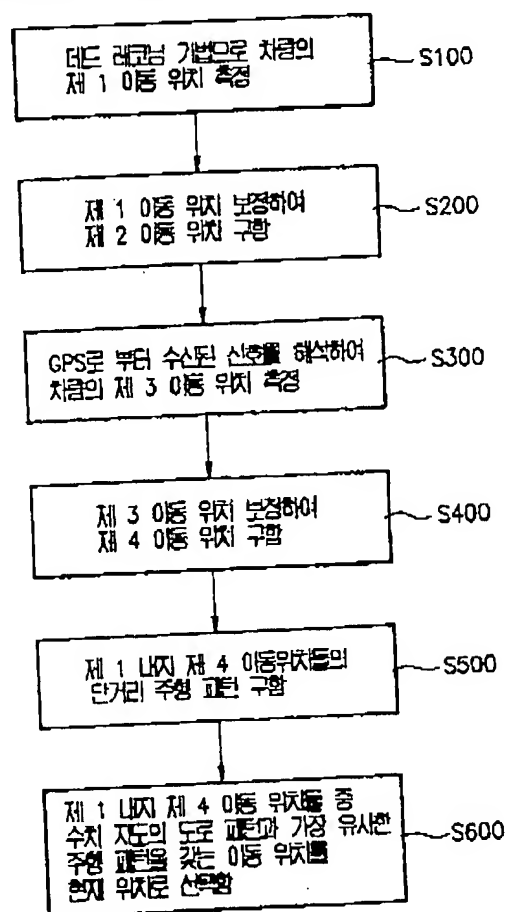 데드 레코닝 기법으로 차량의
제 1 이동 위치 측정
S100
제 1 이동 위치 보정하여
제 2 이동 위치 구함
S200
GPS로 부터 수신된 신호를 해석하여
차량의 제 3 이동 위치 측정
S300
제 3 이동 위치 보정하여
제 4 이동 위치 구함
S400
제 1 내지 제 4 이동위치들의
단거리 주행 패턴 구함
S500
제 1 내지 제 4 이동 위치들 중
수치 지도의 도로 패턴과 가장 유사한
주행 패턴을 갖는 이동 위치를
현재 위치로 선택함
S600